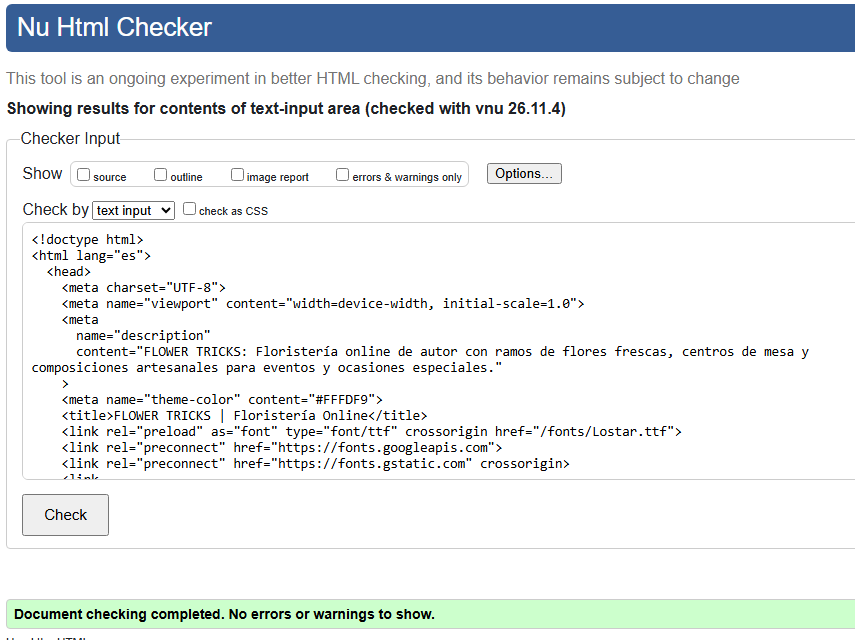 Nu Html Checker
This tool is an ongoing experiment in better HTML checking, and its behavior remains subject to change
Showing results for contents of text-input area (checked with vnu 26.11.4)
Checker Input
Show source outline image report errors & warnings only Options...
Check by text input check as CSS
<!doctype html>
<html lang="es">
  <head>
    <meta charset="UTF-8">
    <meta name="viewport" content="width=device-width, initial-scale=1.0">
    <meta
      name="description"
      content="FLOWER TRICKS: Floristería online de autor con ramos de flores frescas, centros de mesa y
composiciones artesanales para eventos y ocasiones especiales."
    >
    <meta name="theme-color" content="#FFFDF9">
    <title>FLOWER TRICKS | Floristería Online</title>
    <link rel="preload" as="font" type="font/ttf" crossorigin href="/fonts/Lostar.ttf">
    <link rel="preconnect" href="https://fonts.googleapis.com">
    <link rel="preconnect" href="https://fonts.gstatic.com" crossorigin>
    <link
Check
Document checking completed. No errors or warnings to show.